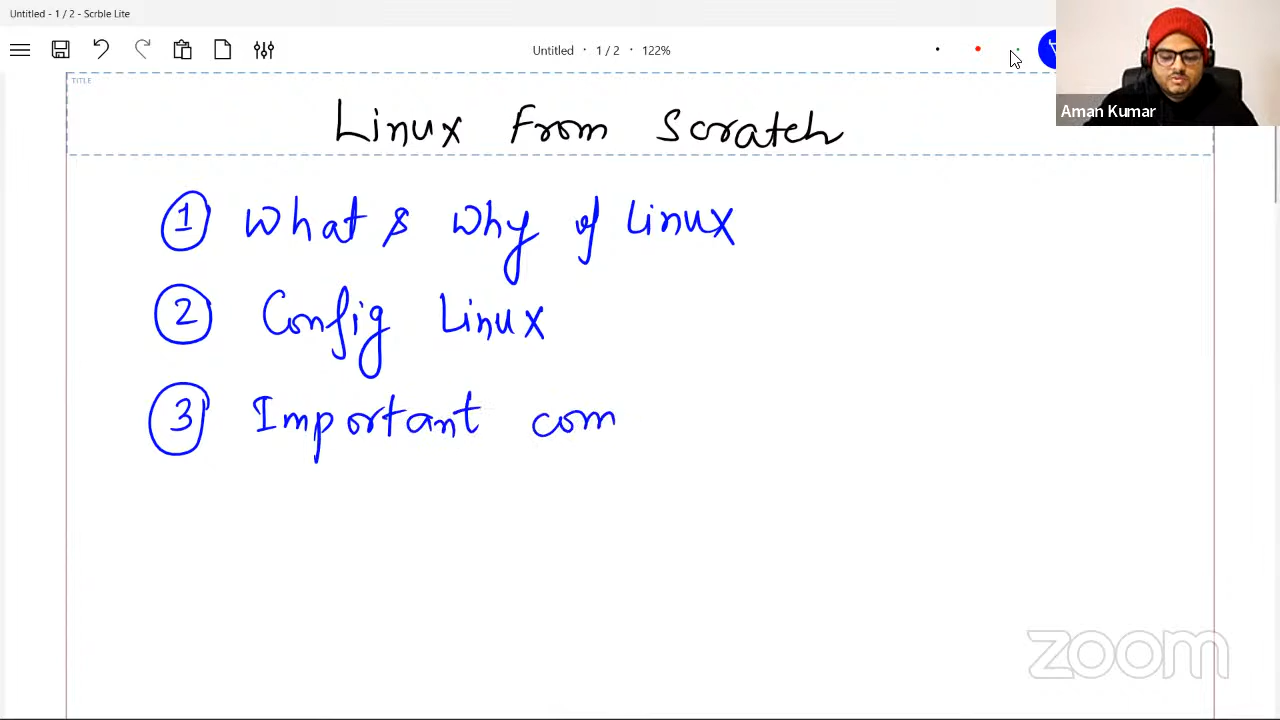 Untitled - 1 / 2 - Scrble Lite
Untitled · 1 / 2 · 122%
Aman Kumar
TITLE
Linux From Scratch
1 What & Why of Linux
2 Config Linux
3 Important com
zoom